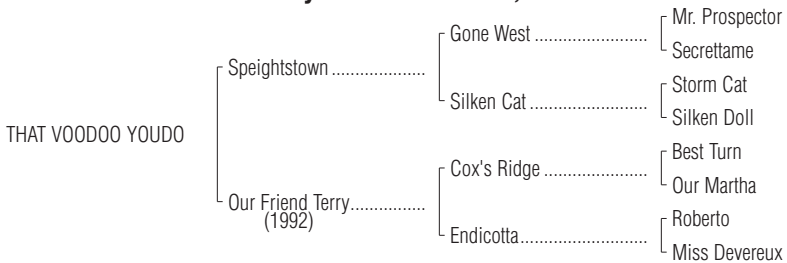 Mr. Prospector
Gone West
Secrettame
Speightstown
Storm Cat
Silken Cat
Silken Doll
THAT VOODOO YOUDO
Best Turn
Cox's Ridge
Our Martha
Our Friend Terry
(1992)
Roberto
Endicotta
Miss Devereux